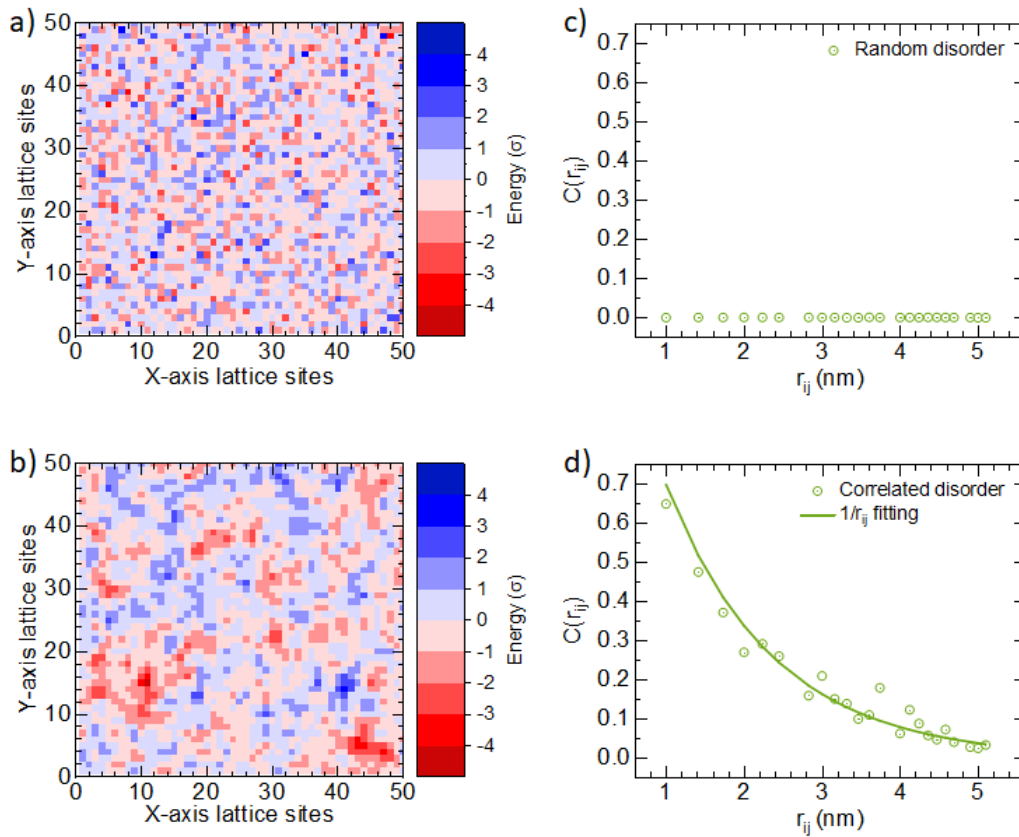 a)
50
40
30
20
10
0
Y-axis lattice sites
0 10 20 30 40 50
X-axis lattice sites
4
3
2
1
0
-1
-2
-3
-4
Energy (σ)
c)
0.7
0.6
0.5
0.4
0.3
0.2
0.1
0.0
C(r_ij)
Random disorder
1 2 3 4 5
r_ij (nm)
b)
50
40
30
20
10
0
Y-axis lattice sites
0 10 20 30 40 50
X-axis lattice sites
4
3
2
1
0
-1
-2
-3
-4
Energy (σ)
d)
0.7
0.6
0.5
0.4
0.3
0.2
0.1
0.0
C(r_ij)
Correlated disorder
1/r_ij fitting
1 2 3 4 5
r_ij (nm)